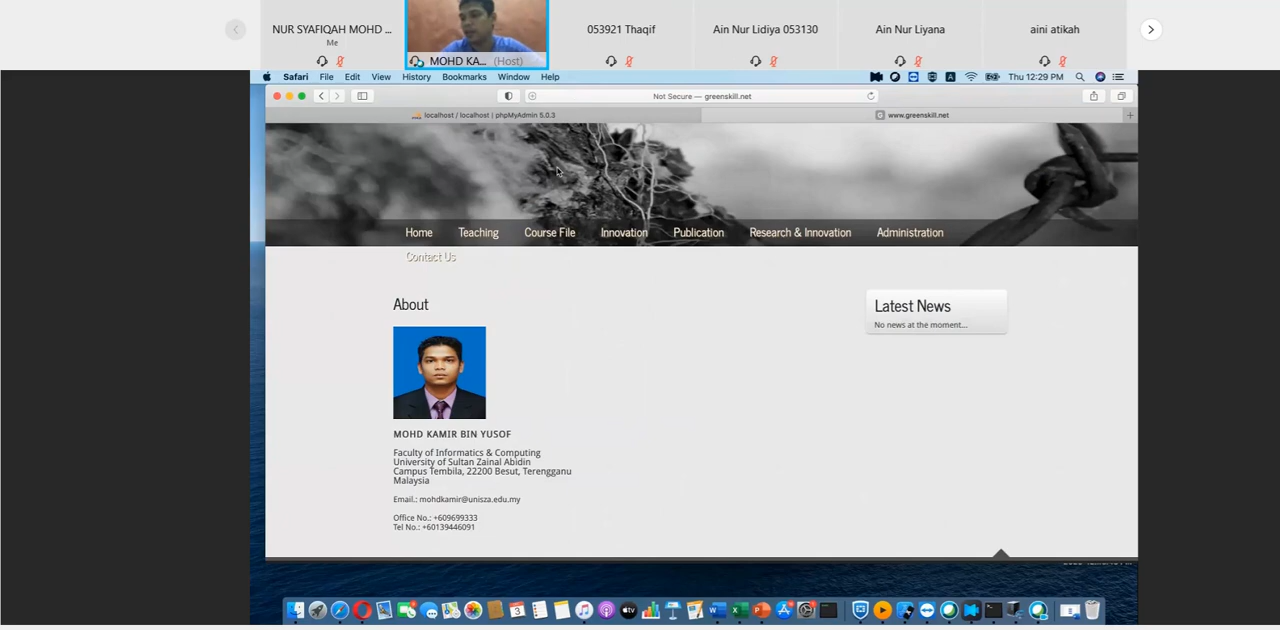 NUR SYAFIQAH MOHD ...
Me
MOHD KA... (Host)
053921 Thaqif
Ain Nur Lidiya 053130
Ain Nur Liyana
aini atikah
Safari File Edit View History Bookmarks Window Help
Thu 12:29 PM
Not Secure — greenskill.net
localhost / localhost | phpMyAdmin 5.0.3
www.greenskill.net
Home Teaching Course File Innovation Publication Research & Innovation Administration
Contact Us
About
Latest News
No news at the moment...
MOHD KAMIR BIN YUSOF
Faculty of Informatics & Computing
University of Sultan Zainal Abidin
Campus Tembila, 22200 Besut, Terengganu
Malaysia
Email.: mohdkamir@unisza.edu.my
Office No.: +609699333
Tel No.: +60139446091